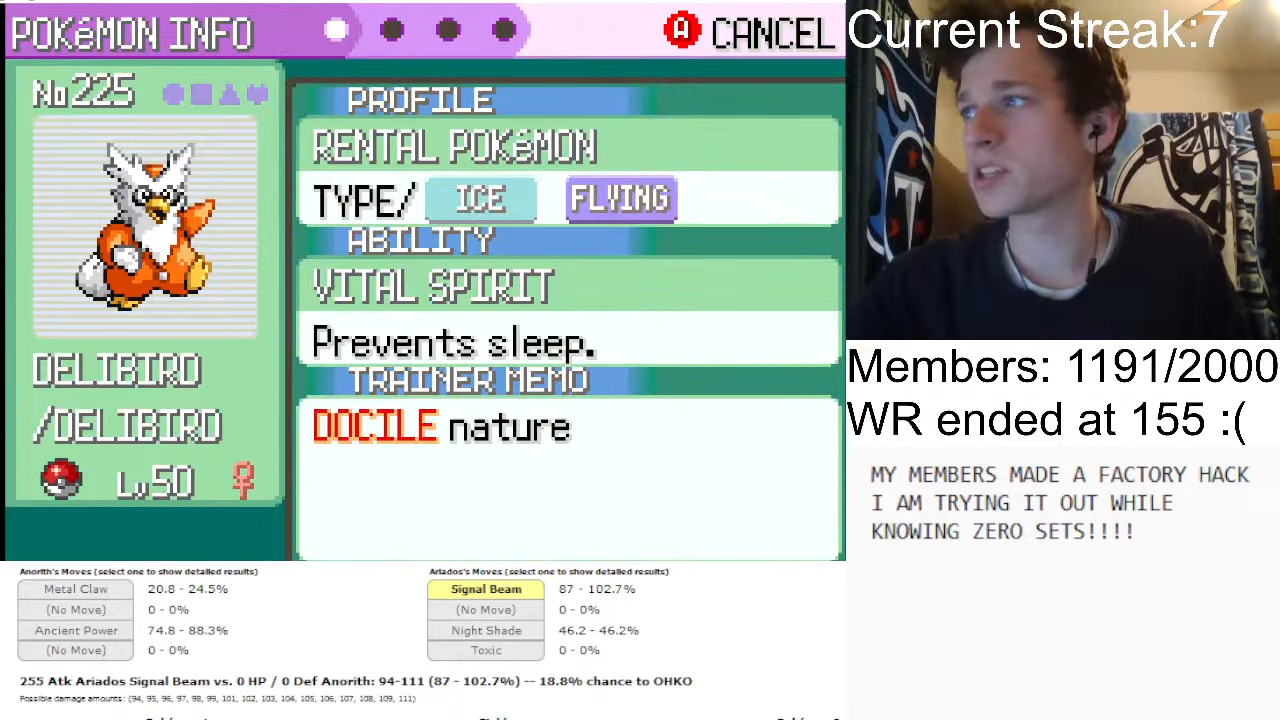 POKéMON INFO
A CANCEL
Current Streak:7
No225
PROFILE
RENTAL POKéMON
TYPE/ ICE FLYING
ABILITY
VITAL SPIRIT
Prevents sleep.
DELIBIRD
/DELIBIRD
Lv50 ♀
TRAINER MEMO
DOCILE nature
Members: 1191/2000
WR ended at 155 :(
MY MEMBERS MADE A FACTORY HACK
I AM TRYING IT OUT WHILE
KNOWING ZERO SETS!!!!
Anorith's Moves (select one to show detailed results)
Metal Claw 20.8 - 24.5%
(No Move) 0 - 0%
Ancient Power 74.8 - 88.3%
(No Move) 0 - 0%
Ariados's Moves (select one to show detailed results)
Signal Beam 87 - 102.7%
(No Move) 0 - 0%
Night Shade 46.2 - 46.2%
Toxic 0 - 0%
255 Atk Ariados Signal Beam vs. 0 HP / 0 Def Anorith: 94-111 (87 - 102.7%) -- 18.8% chance to OHKO
Possible damage amounts: (94, 95, 96, 97, 98, 99, 101, 102, 103, 104, 105, 106, 107, 108, 109, 111)